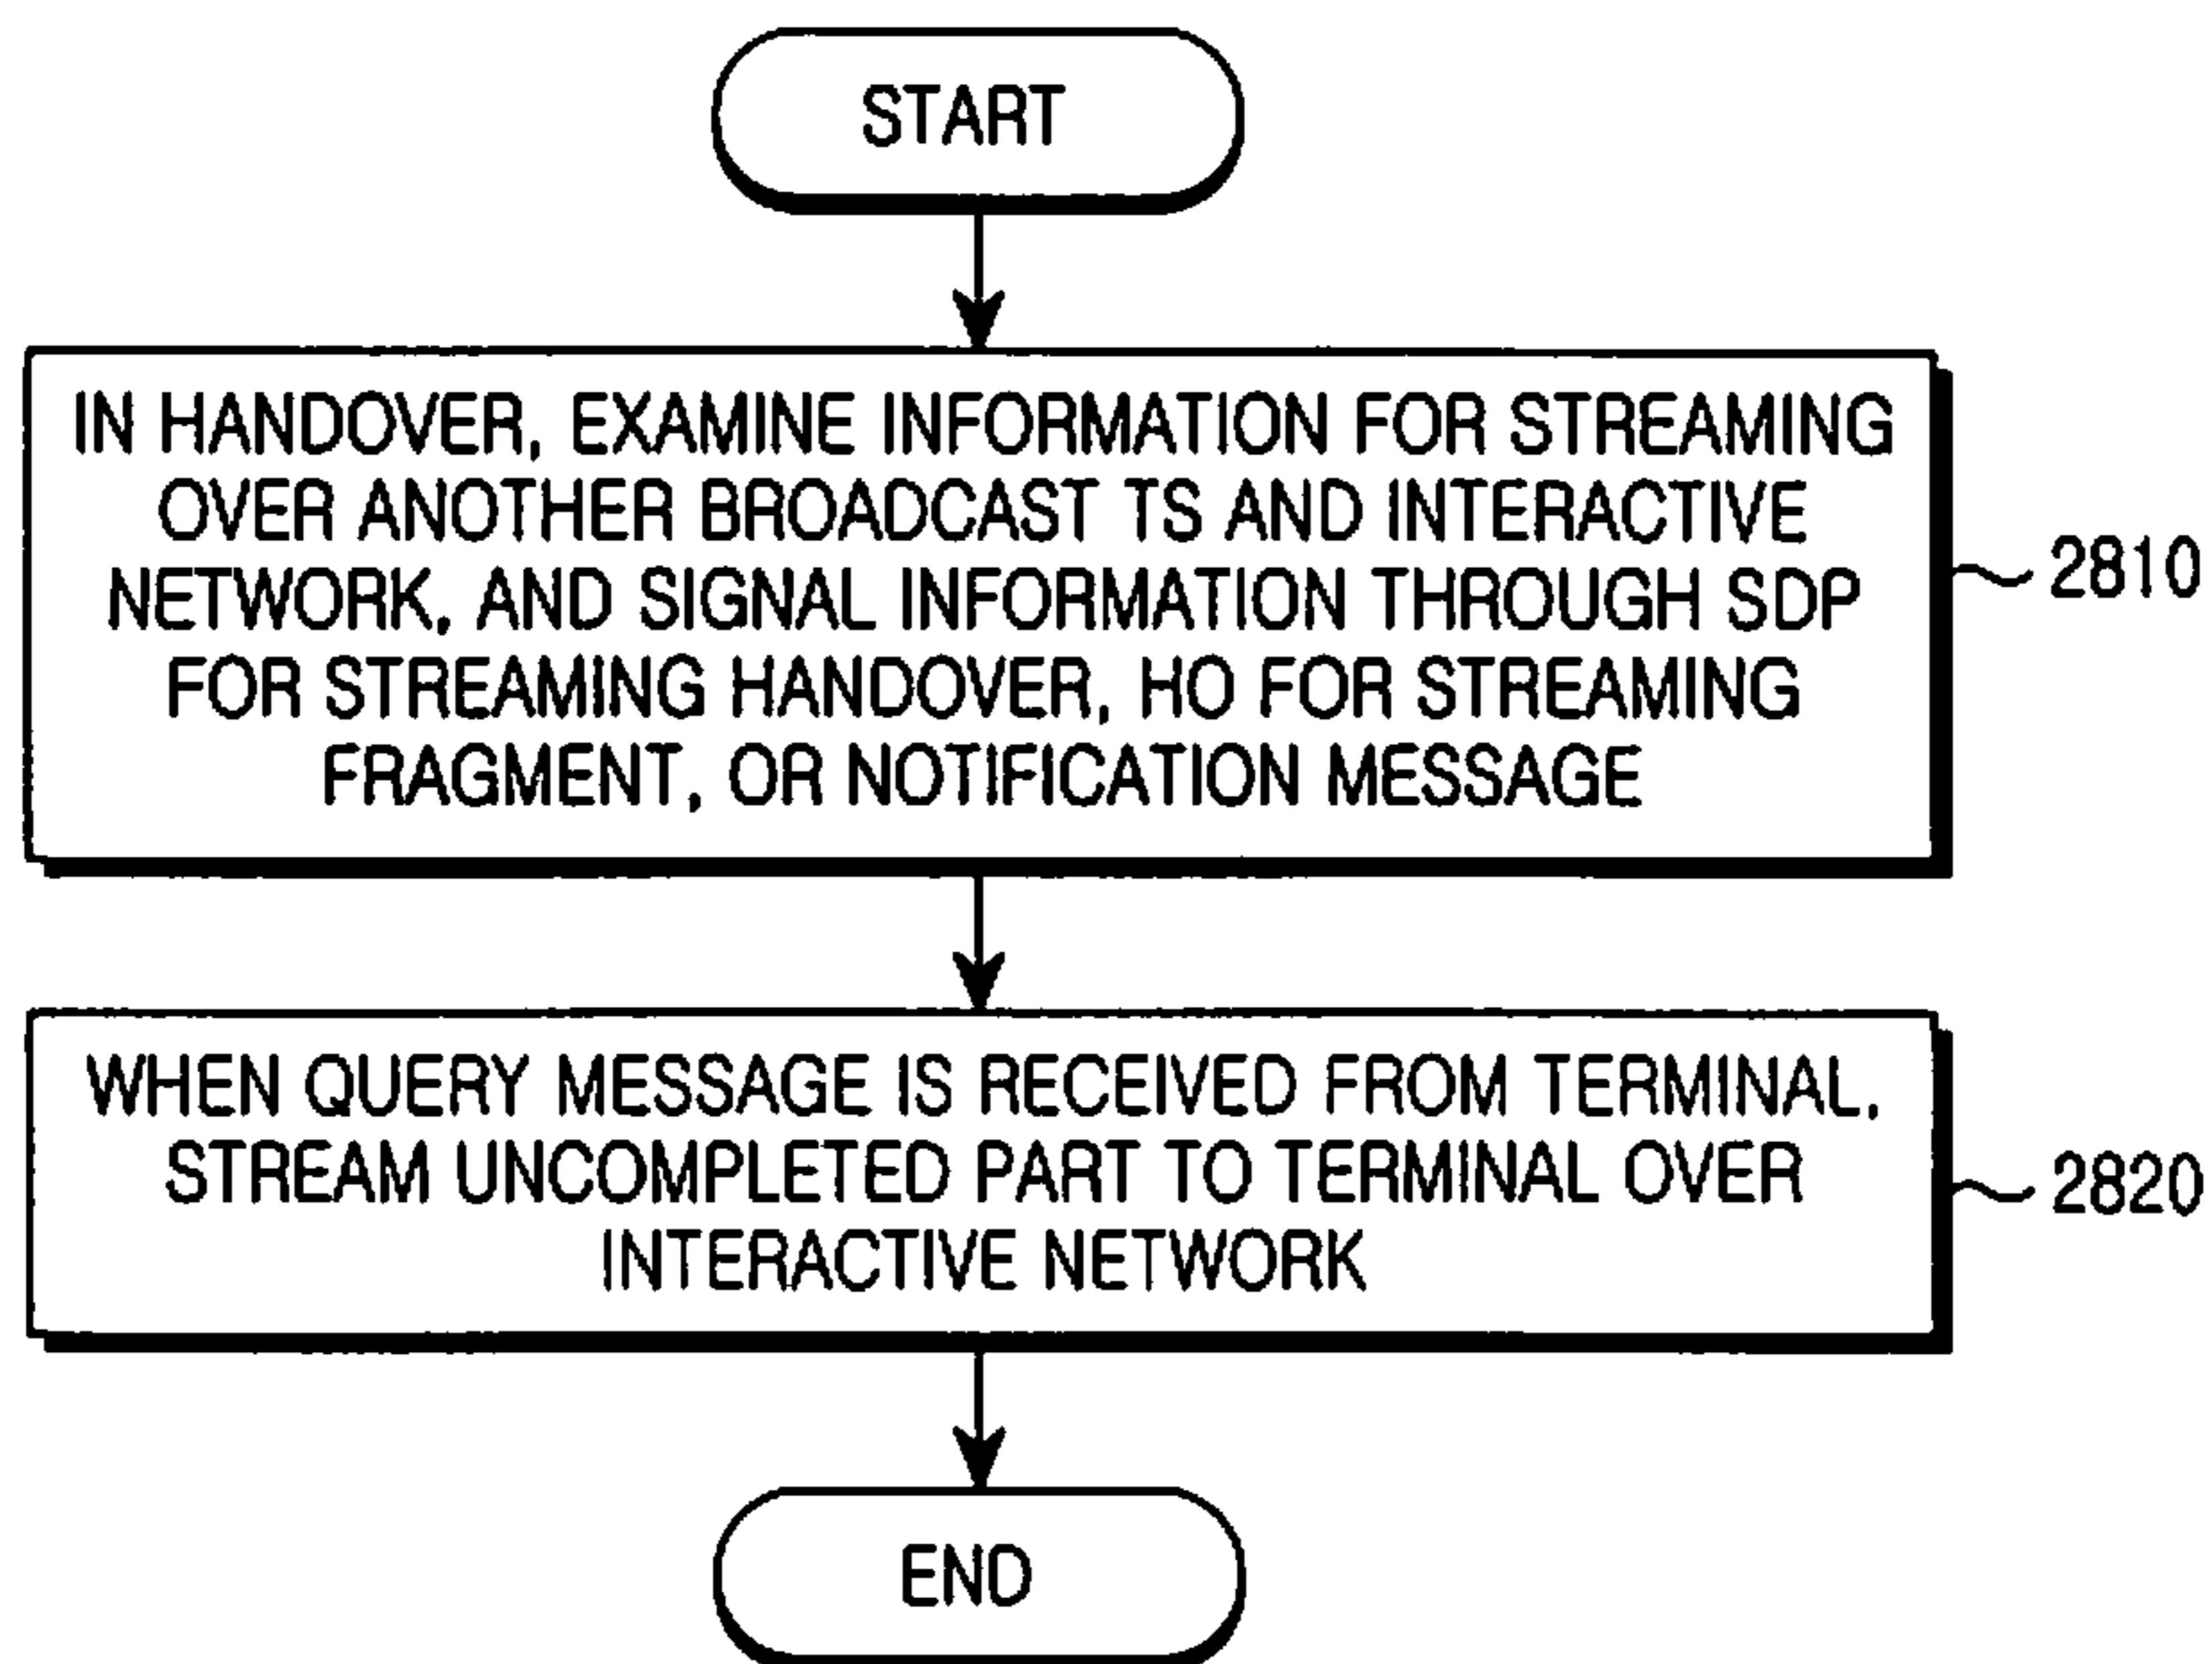 START
IN HANDOVER, EXAMINE INFORMATION FOR STREAMING
OVER ANOTHER BROADCAST TS AND INTERACTIVE
NETWORK, AND SIGNAL INFORMATION THROUGH SDP
FOR STREAMING HANDOVER, HO FOR STREAMING
FRAGMENT, OR NOTIFICATION MESSAGE
2810
WHEN QUERY MESSAGE IS RECEIVED FROM TERMINAL,
STREAM UNCOMPLETED PART TO TERMINAL OVER
INTERACTIVE NETWORK
2820
END